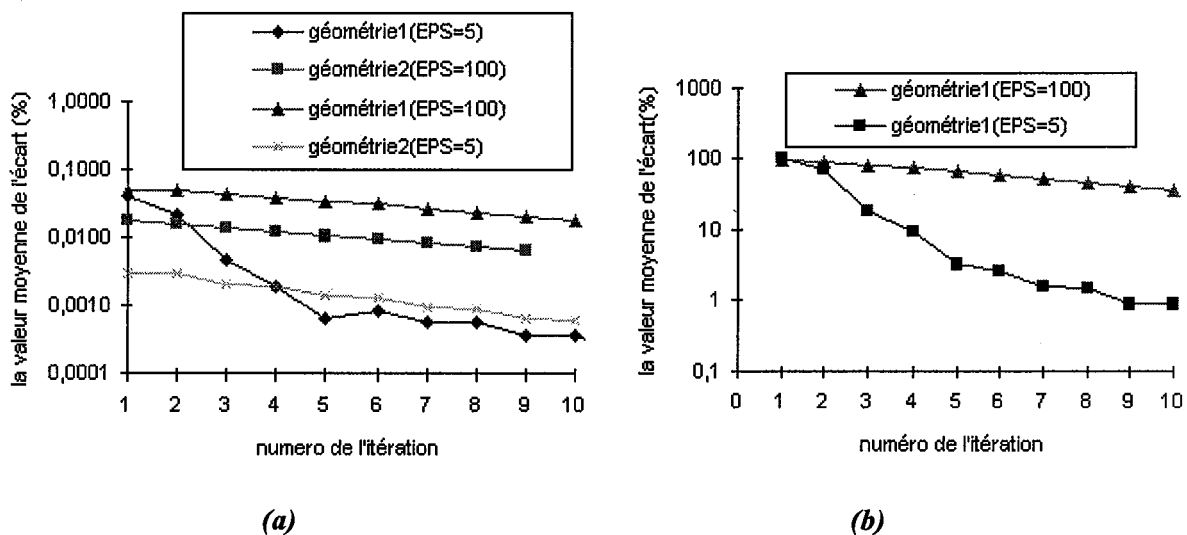 géométrie1(EPS=5)
géométrie2(EPS=100)
géométrie1(EPS=100)
géométrie2(EPS=5)
la valeur moyenne de l'écart (%)
1,0000
0,1000
0,0100
0,0010
0,0001
1 2 3 4 5 6 7 8 9 10
numero de l'itération
(a)
géométrie1(EPS=100)
géométrie1(EPS=5)
la valeur moyenne de l'écart(%)
1000
100
10
1
0,1
0 1 2 3 4 5 6 7 8 9 10
numéro de l'itération
(b)